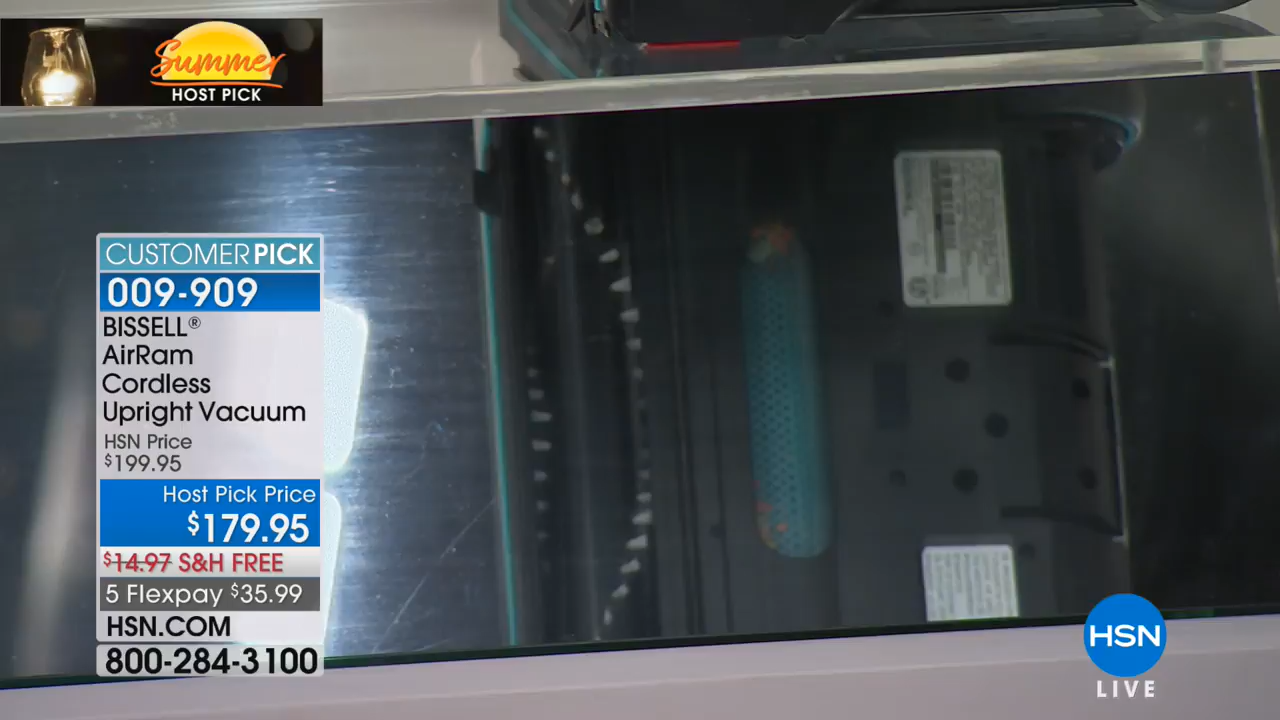 Summer
HOST PICK
CUSTOMER PICK
009-909
BISSELL®
AirRam
Cordless
Upright Vacuum
HSN Price
$199.95
Host Pick Price
$179.95
$14.97 S&H FREE
5 Flexpay $35.99
HSN.COM
800-284-3100
HSN
LIVE